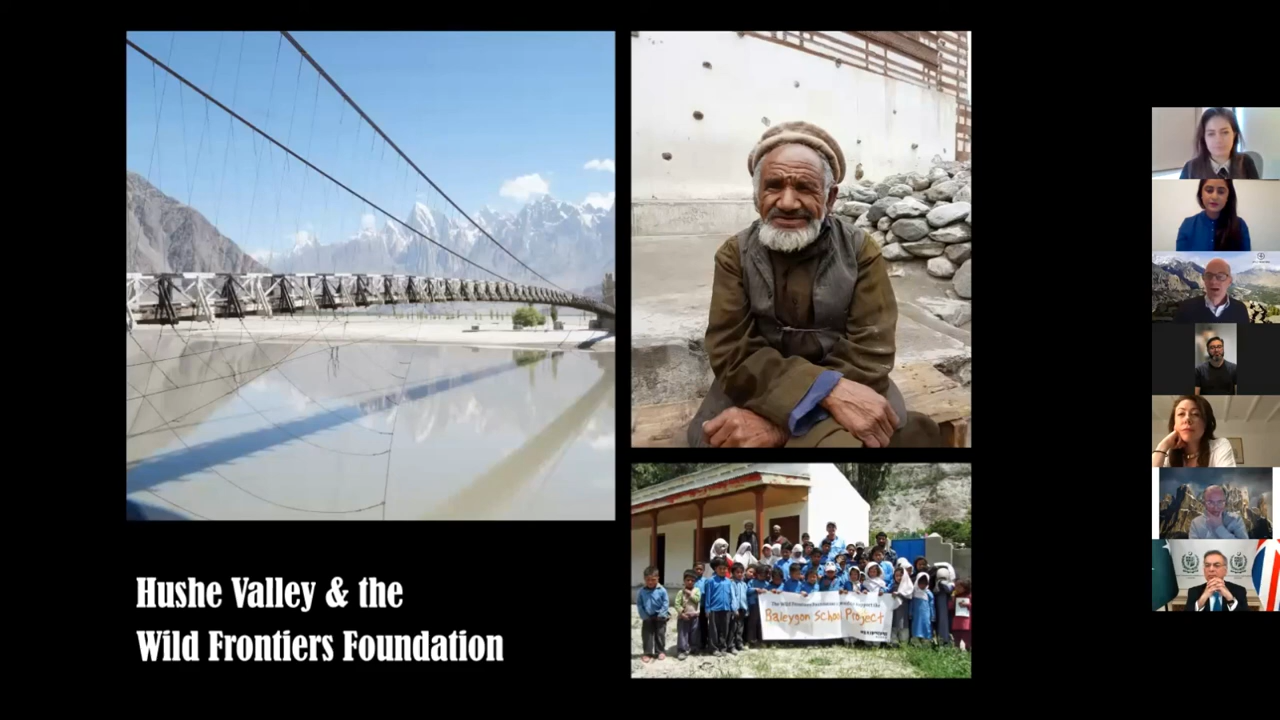 Hushe Valley & the
Wild Frontiers Foundation
Baleygon School Project